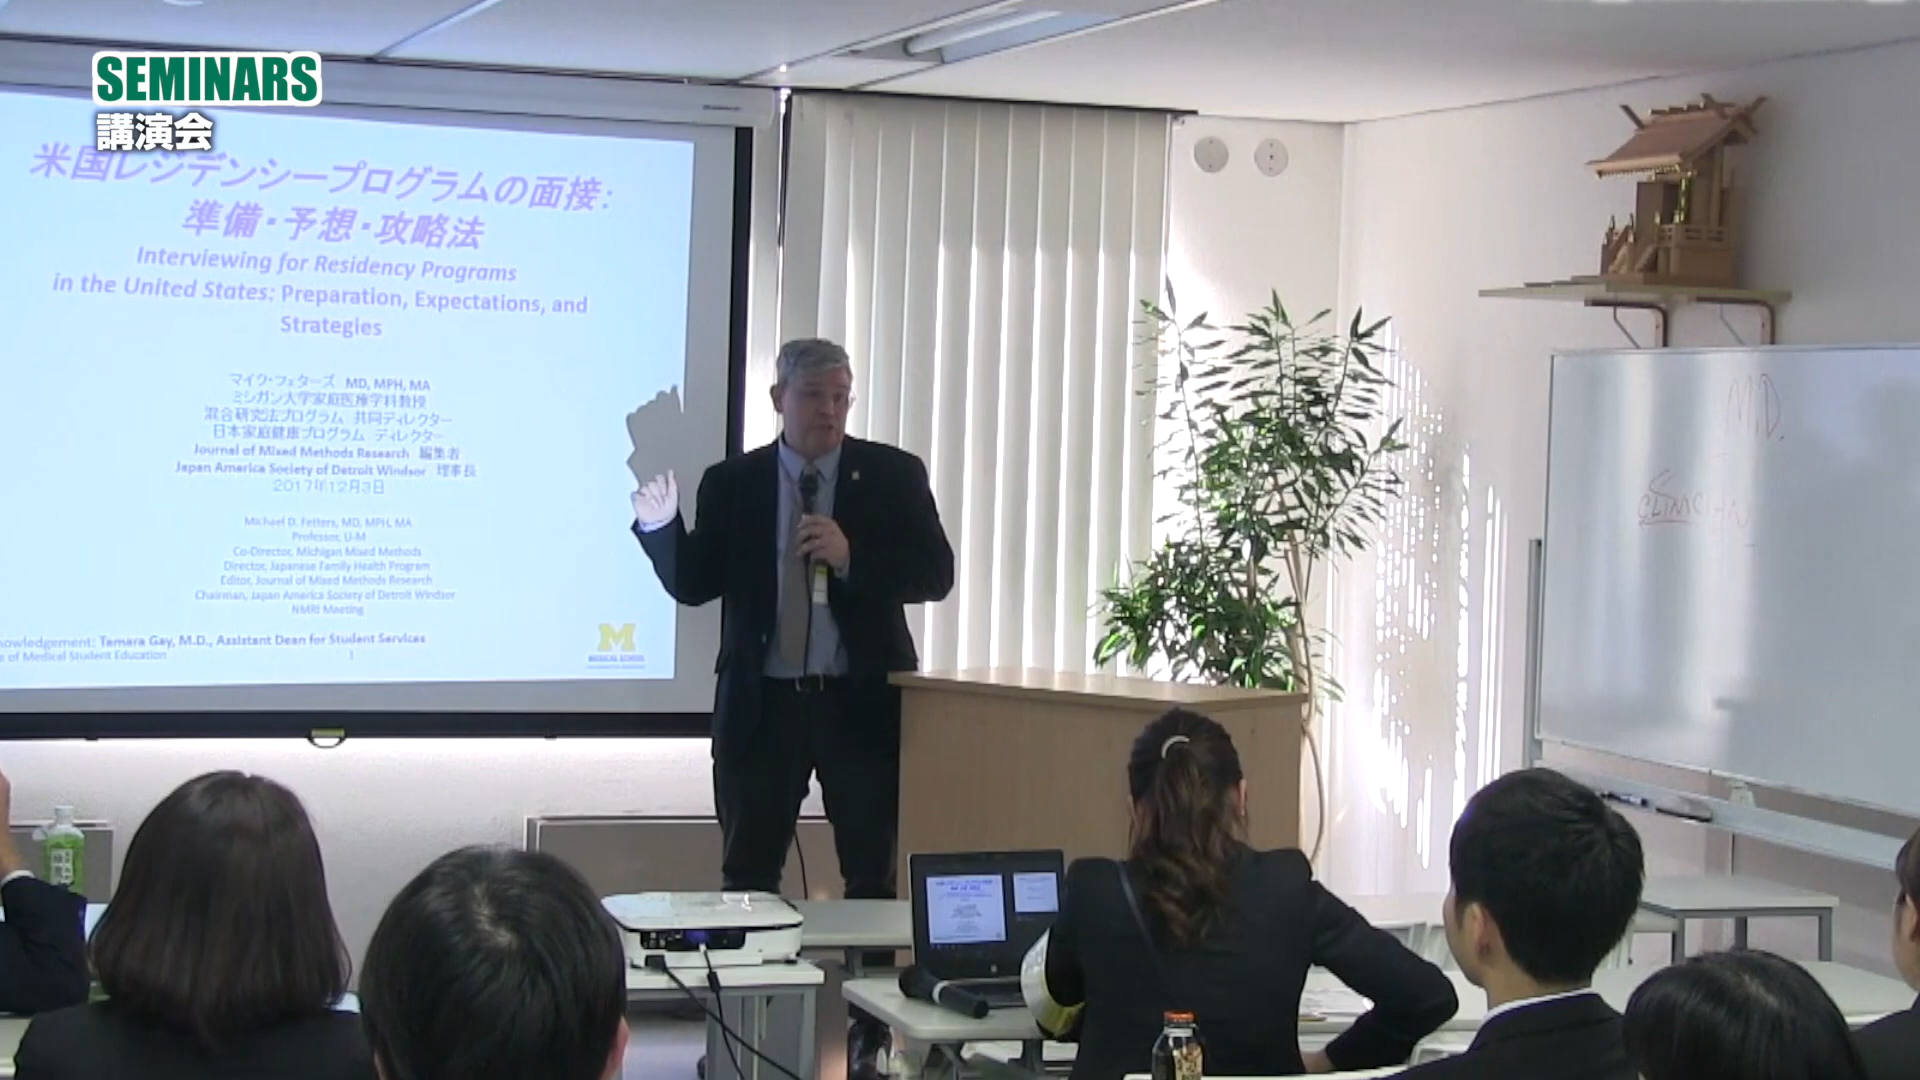 SEMINARS
講演会
米国レジデンシープログラムの面接:
準備・予想・攻略法
Interviewing for Residency Programs
in the United States: Preparation, Expectations, and
Strategies
マイク・フェターズ MD, MPH, MA
ミシガン大学家庭医療学科教授
混合研究法プログラム 共同ディレクター
日本家庭健康プログラム ディレクター
Journal of Mixed Methods Research 編集者
Japan America Society of Detroit Windsor 理事長
2017年12月3日
Michael D. Fetters, MD, MPH, MA
Professor, U-M
Co-Director, Michigan Mixed Methods
Director, Japanese Family Health Program
Editor, Journal of Mixed Methods Research
Chairman, Japan America Society of Detroit Windsor
NMRI Meeting
nowledgement: Tamara Gay, M.D., Assistant Dean for Student Services
e of Medical Student Education
1
M
MEDICAL SCHOOL
M.D.